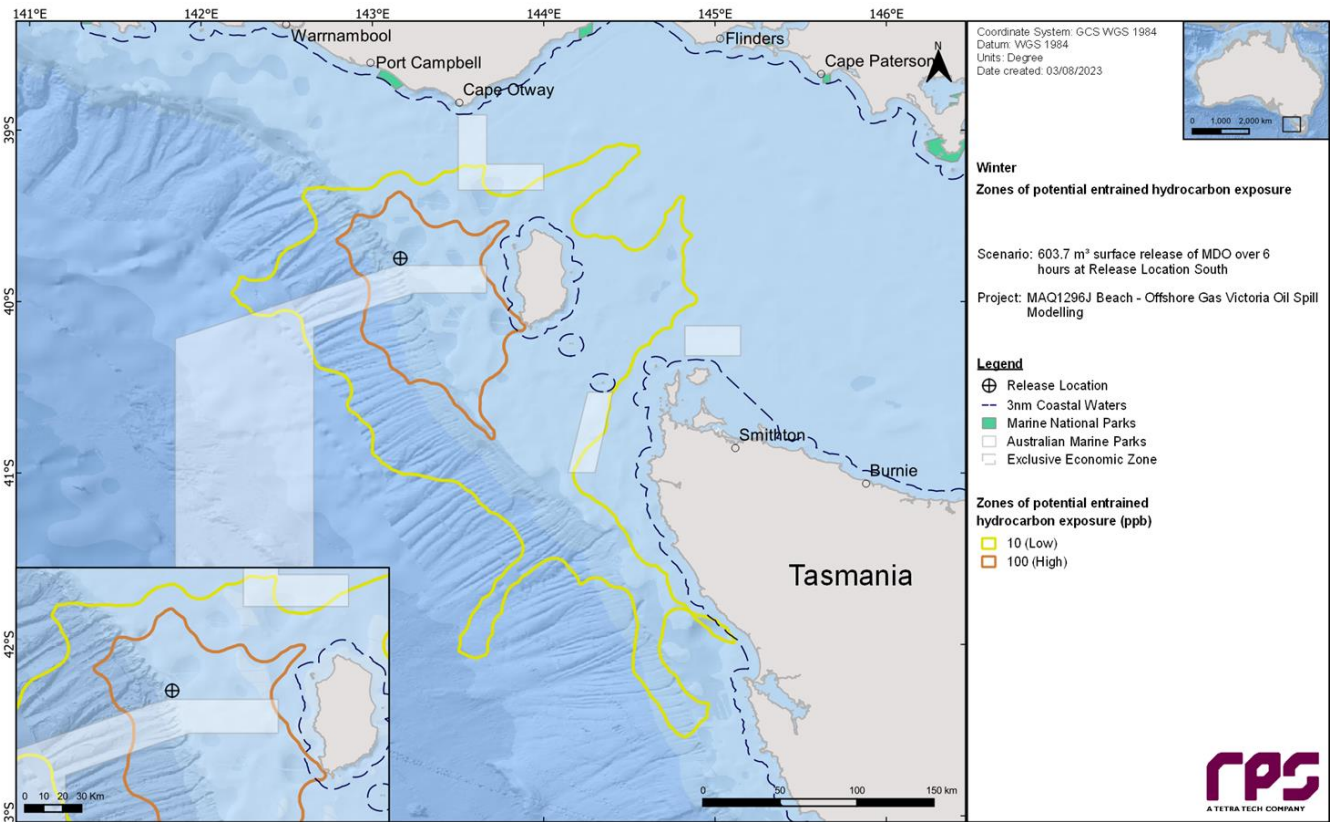 141°E
142°E
143°E
144°E
145°E
146°E
39°S
40°S
41°S
42°S
3°S
Warrnambool
Port Campbell
Cape Otway
Flinders
Cape Paterson
N
Smithton
Burnie
Tasmania
0 10 20 30 Km
0 50 100 150 km
Coordinate System: GCS WGS 1984
Datum: WGS 1984
Units: Degree
Date created: 03/08/2023
0 1,000 2,000 km
Winter
Zones of potential entrained hydrocarbon exposure
Scenario: 603.7 m³ surface release of MDO over 6
hours at Release Location South
Project: MAQ1296J Beach - Offshore Gas Victoria Oil Spill
Modelling
Legend
Release Location
3nm Coastal Waters
Marine National Parks
Australian Marine Parks
Exclusive Economic Zone
Zones of potential entrained
hydrocarbon exposure (ppb)
10 (Low)
100 (High)
rps
A TETRA TECH COMPANY